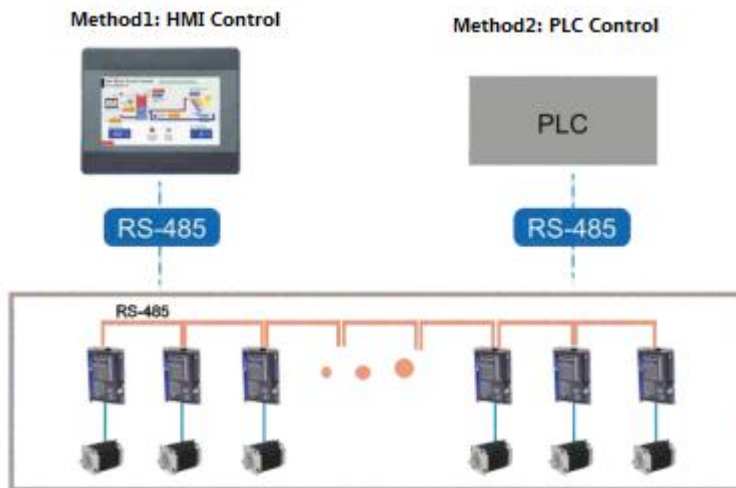 Method1: HMI Control
Method2: PLC Control
PLC
RS-485
RS-485
RS-485